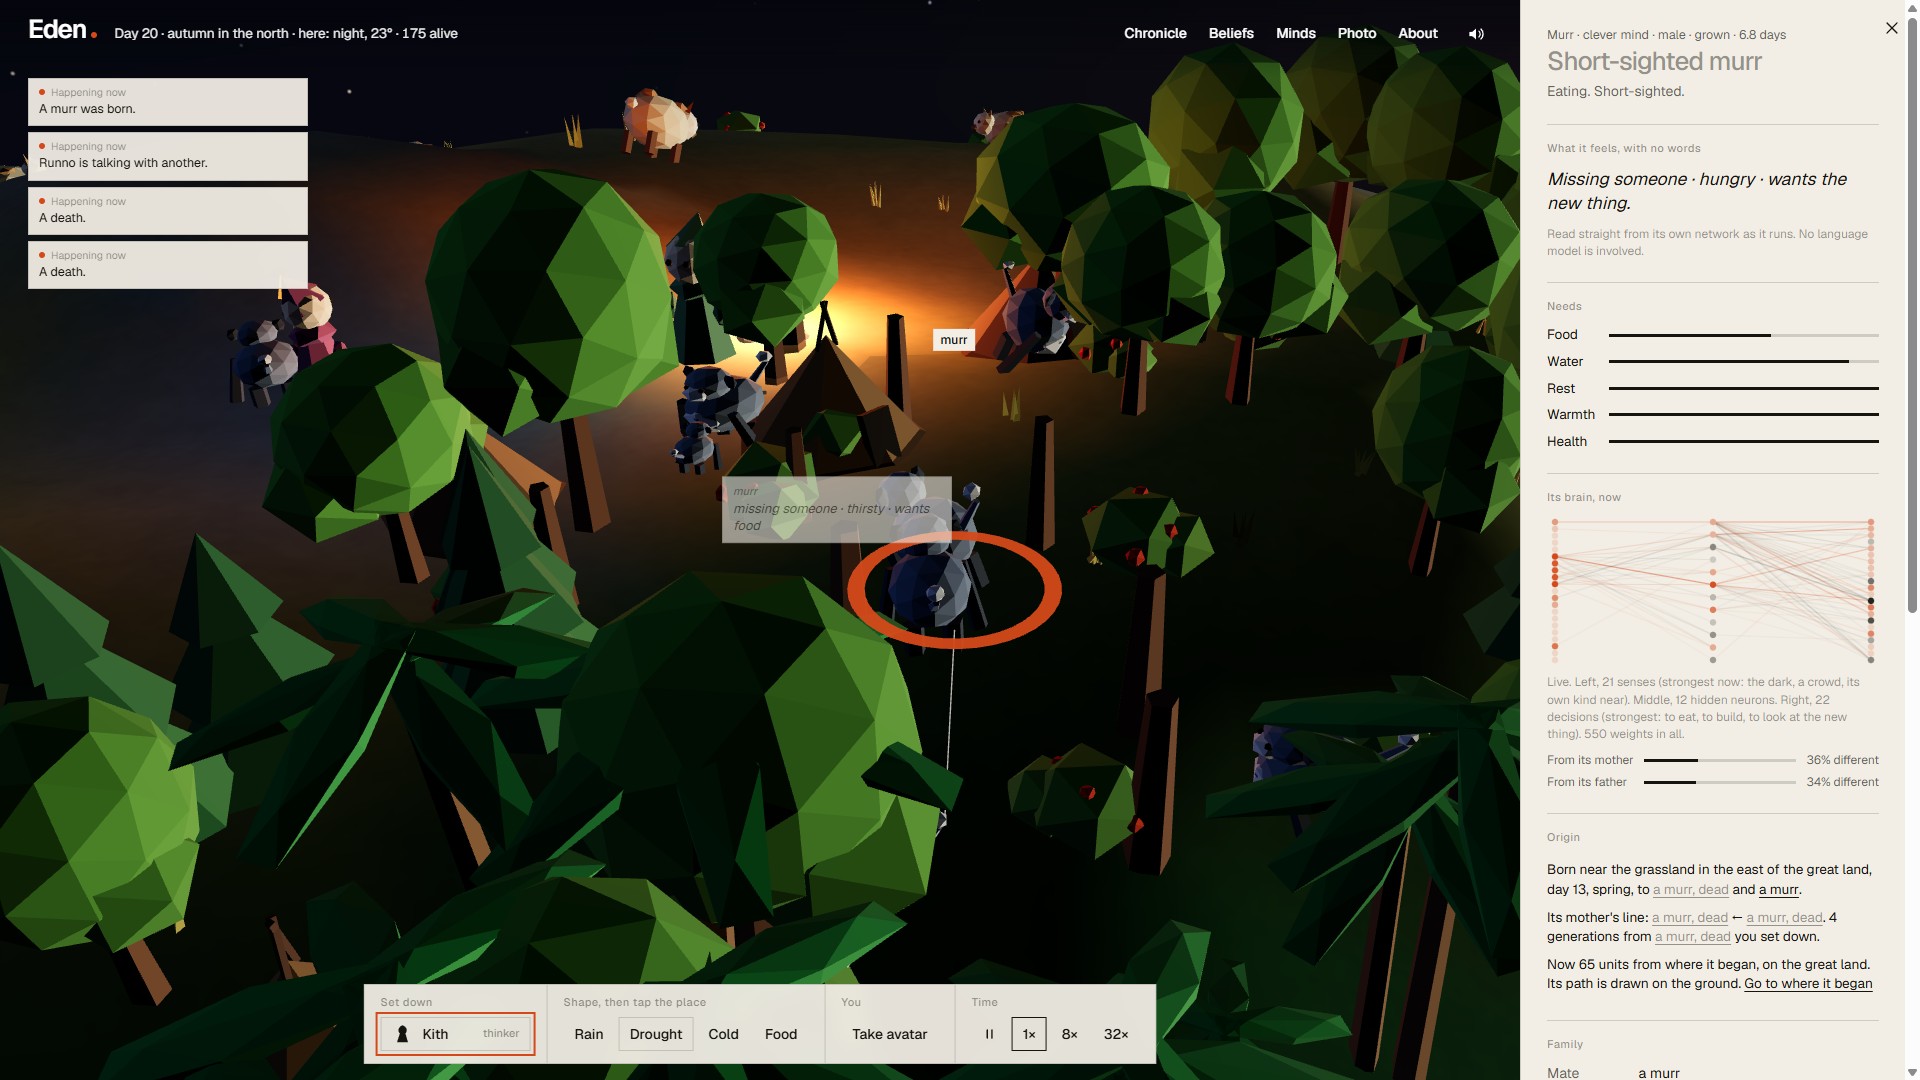 Eden.
Day 20 · autumn in the north · here: night, 23° · 175 alive
Chronicle
Beliefs
Minds
Photo
About
Happening now
A murr was born.
Happening now
Runno is talking with another.
Happening now
A death.
Happening now
A death.
murr
murr
missing someone · thirsty · wants
food
Set down
Kith
thinker
Shape, then tap the place
Rain
Drought
Cold
Food
You
Take avatar
Time
1×
8×
32×
Murr · clever mind · male · grown · 6.8 days
Short-sighted murr
Eating. Short-sighted.
What it feels, with no words
Missing someone · hungry · wants the
new thing.
Read straight from its own network as it runs. No language
model is involved.
Needs
Food
Water
Rest
Warmth
Health
Its brain, now
Live. Left, 21 senses (strongest now: the dark, a crowd, its
own kind near). Middle, 12 hidden neurons. Right, 22
decisions (strongest: to eat, to build, to look at the new
thing). 550 weights in all.
From its mother 36% different
From its father 34% different
Origin
Born near the grassland in the east of the great land,
day 13, spring, to a murr, dead and a murr.
Its mother's line: a murr, dead ← a murr, dead. 4
generations from a murr, dead you set down.
Now 65 units from where it began, on the great land.
Its path is drawn on the ground. Go to where it began
Family
Mate a murr